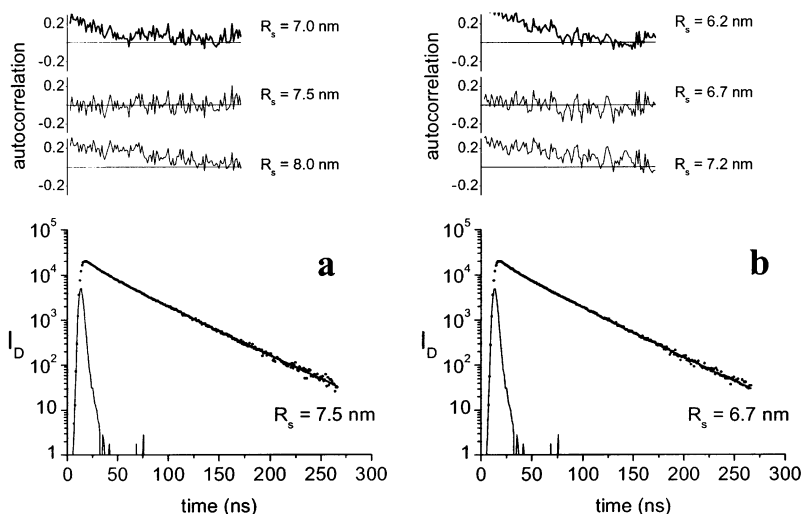 0.2
-0.2
0.2
-0.2
0.2
-0.2
autocorrelation
R_s = 7.0 nm
R_s = 7.5 nm
R_s = 8.0 nm
10^5
10^4
10^3
10^2
10
1
I_D
a
R_s = 7.5 nm
0 50 100 150 200 250 300
time (ns)
0.2
-0.2
0.2
-0.2
0.2
-0.2
autocorrelation
R_s = 6.2 nm
R_s = 6.7 nm
R_s = 7.2 nm
10^5
10^4
10^3
10^2
10
1
I_D
b
R_s = 6.7 nm
0 50 100 150 200 250 300
time (ns)